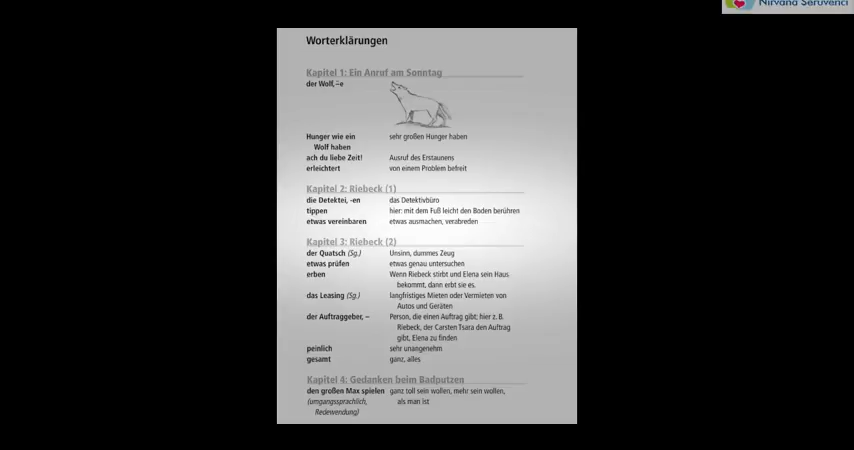 Nirvana Serüvenci
Worterklärungen
Kapitel 1: Ein Anruf am Sonntag
der Wolf, ¨-e
Hunger wie ein sehr großen Hunger haben
Wolf haben
ach du liebe Zeit! Ausruf des Erstaunens
erleichtert von einem Problem befreit
Kapitel 2: Riebeck (1)
die Detektei, -en das Detektivbüro
tippen hier: mit dem Fuß leicht den Boden berühren
etwas vereinbaren etwas ausmachen, verabreden
Kapitel 3: Riebeck (2)
der Quatsch (Sg.) Unsinn, dummes Zeug
etwas prüfen etwas genau untersuchen
erben Wenn Riebeck stirbt und Elena sein Haus
bekommt, dann erbt sie es.
das Leasing (Sg.) langfristiges Mieten oder Vermieten von
Autos und Geräten
der Auftraggeber, – Person, die einen Auftrag gibt; hier z. B.
Riebeck, der Carsten Tsara den Auftrag
gibt, Elena zu finden
peinlich sehr unangenehm
gesamt ganz, alles
Kapitel 4: Gedanken beim Badputzen
den großen Max spielen ganz toll sein wollen, mehr sein wollen,
(umgangssprachlich, als man ist
Redewendung)